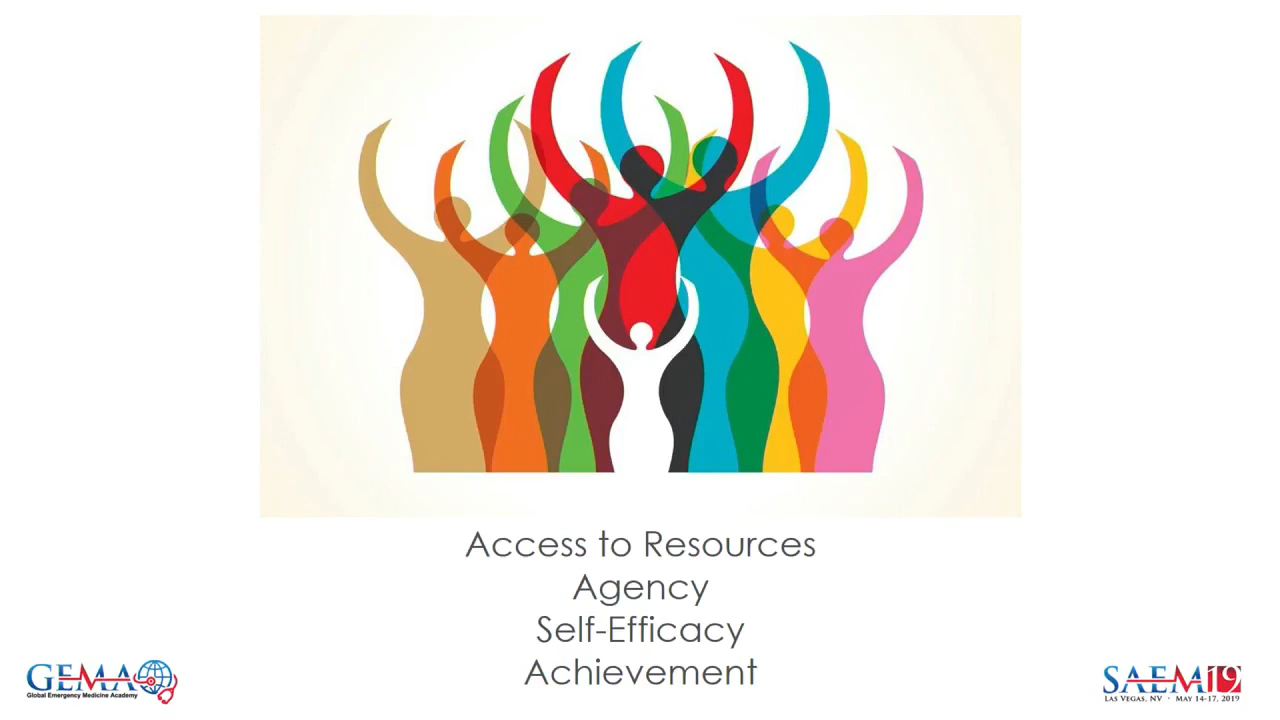 Access to Resources
Agency
Self-Efficacy
Achievement
GEMA
Global Emergency Medicine Academy
SAEM19
LAS VEGAS, NV · MAY 14-17, 2019